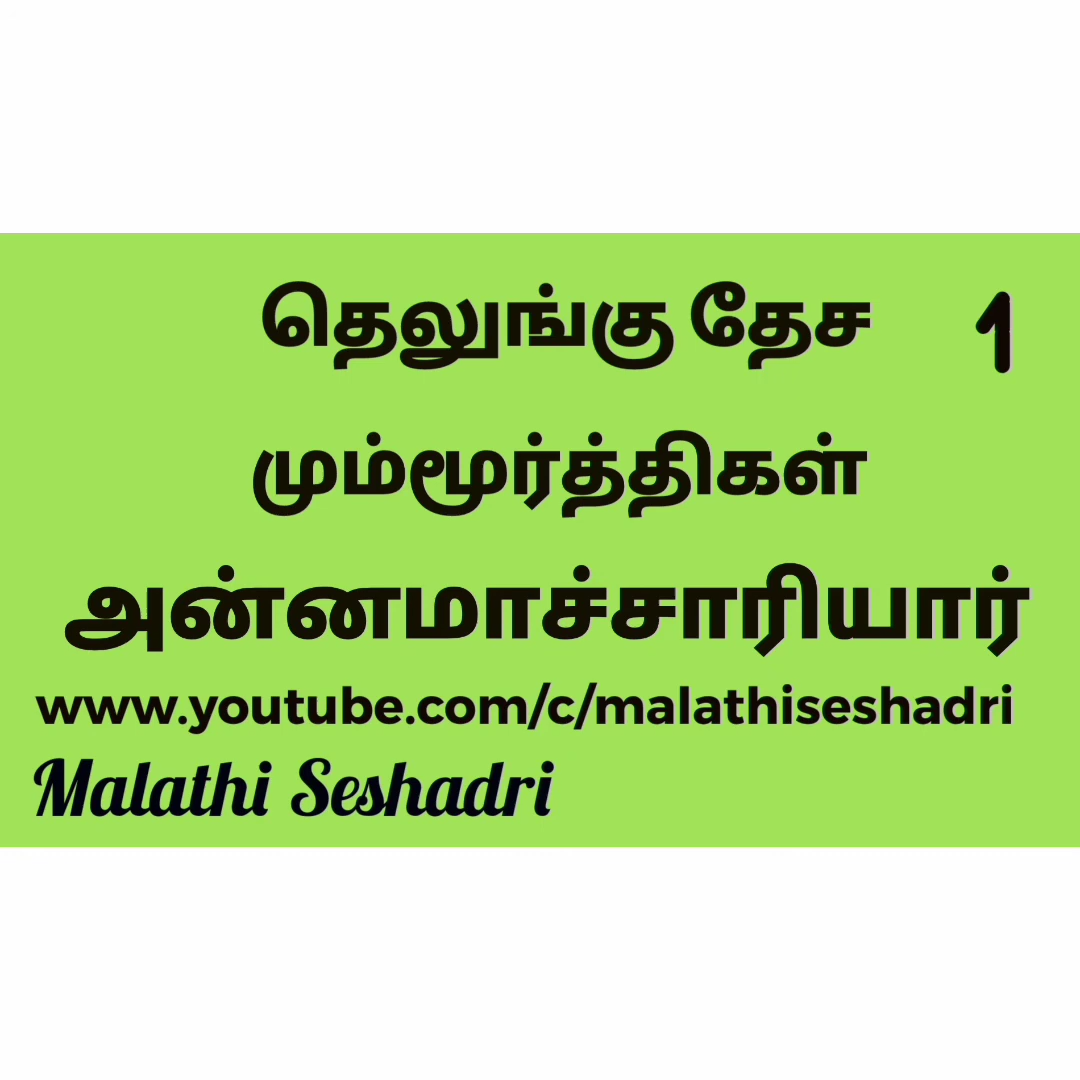 தெலுங்கு தேச 1
மும்மூர்த்திகள்
அன்னமாச்சாரியார்
www.youtube.com/c/malathiseshadri
Malathi Seshadri